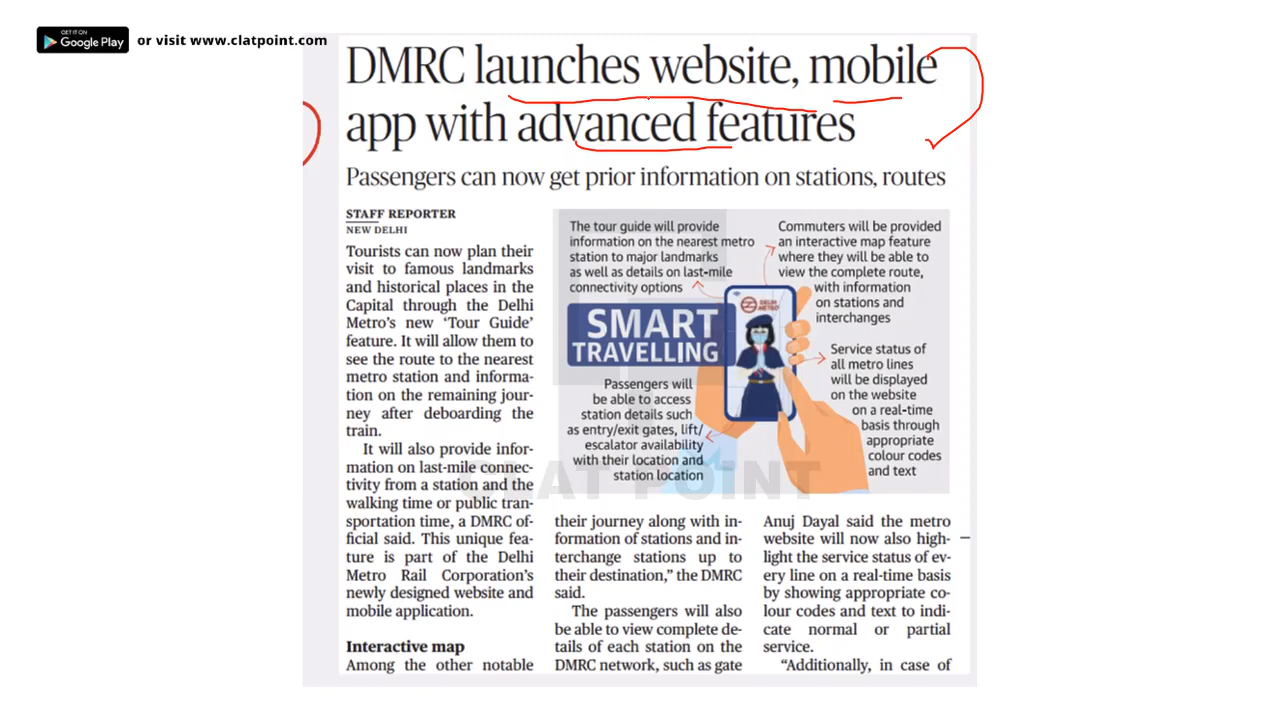 GET IT ON
Google Play
or visit www.clatpoint.com
DMRC launches website, mobile
app with advanced features
Passengers can now get prior information on stations, routes
STAFF REPORTER
NEW DELHI
Tourists can now plan their
visit to famous landmarks
and historical places in the
Capital through the Delhi
Metro’s new ‘Tour Guide’
feature. It will allow them to
see the route to the nearest
metro station and informa-
tion on the remaining jour-
ney after deboarding the
train.
It will also provide infor-
mation on last-mile connec-
tivity from a station and the
walking time or public tran-
sportation time, a DMRC of-
ficial said. This unique fea-
ture is part of the Delhi
Metro Rail Corporation’s
newly designed website and
mobile application.
Interactive map
Among the other notable
The tour guide will provide
information on the nearest metro
station to major landmarks
as well as details on last-mile
connectivity options
Commuters will be provided
an interactive map feature
where they will be able to
view the complete route,
with information
on stations and
interchanges
SMART
TRAVELLING
DELHI
METRO
Passengers will
be able to access
station details such
as entry/exit gates, lift/
escalator availability
with their location and
station location
Service status of
all metro lines
will be displayed
on the website
on a real-time
basis through
appropriate
colour codes
and text
CLAT POINT
their journey along with in-
formation of stations and in-
terchange stations up to
their destination,” the DMRC
said.
The passengers will also
be able to view complete de-
tails of each station on the
DMRC network, such as gate
Anuj Dayal said the metro
website will now also high-
light the service status of ev-
ery line on a real-time basis
by showing appropriate co-
lour codes and text to indi-
cate normal or partial
service.
“Additionally, in case of